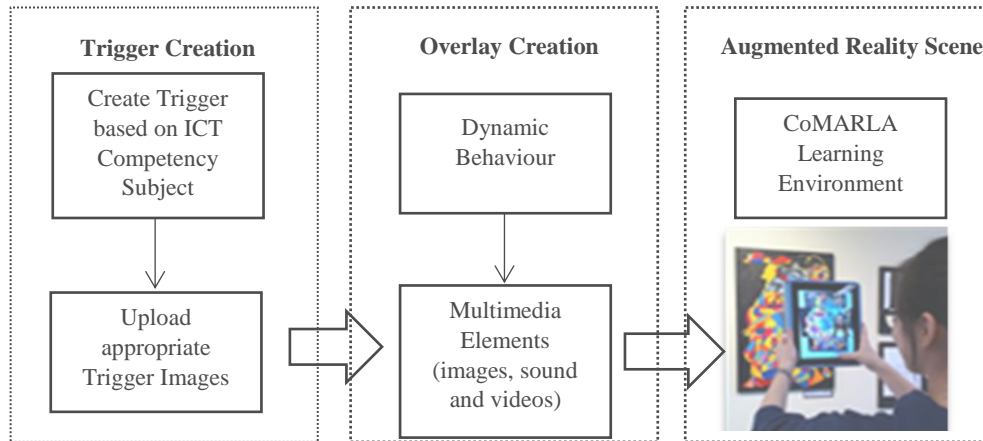 Trigger Creation
Create Trigger
based on ICT
Competency
Subject
Upload
appropriate
Trigger Images
Overlay Creation
Dynamic
Behaviour
Multimedia
Elements
(images, sound
and videos)
Augmented Reality Scene
CoMARLA
Learning
Environment